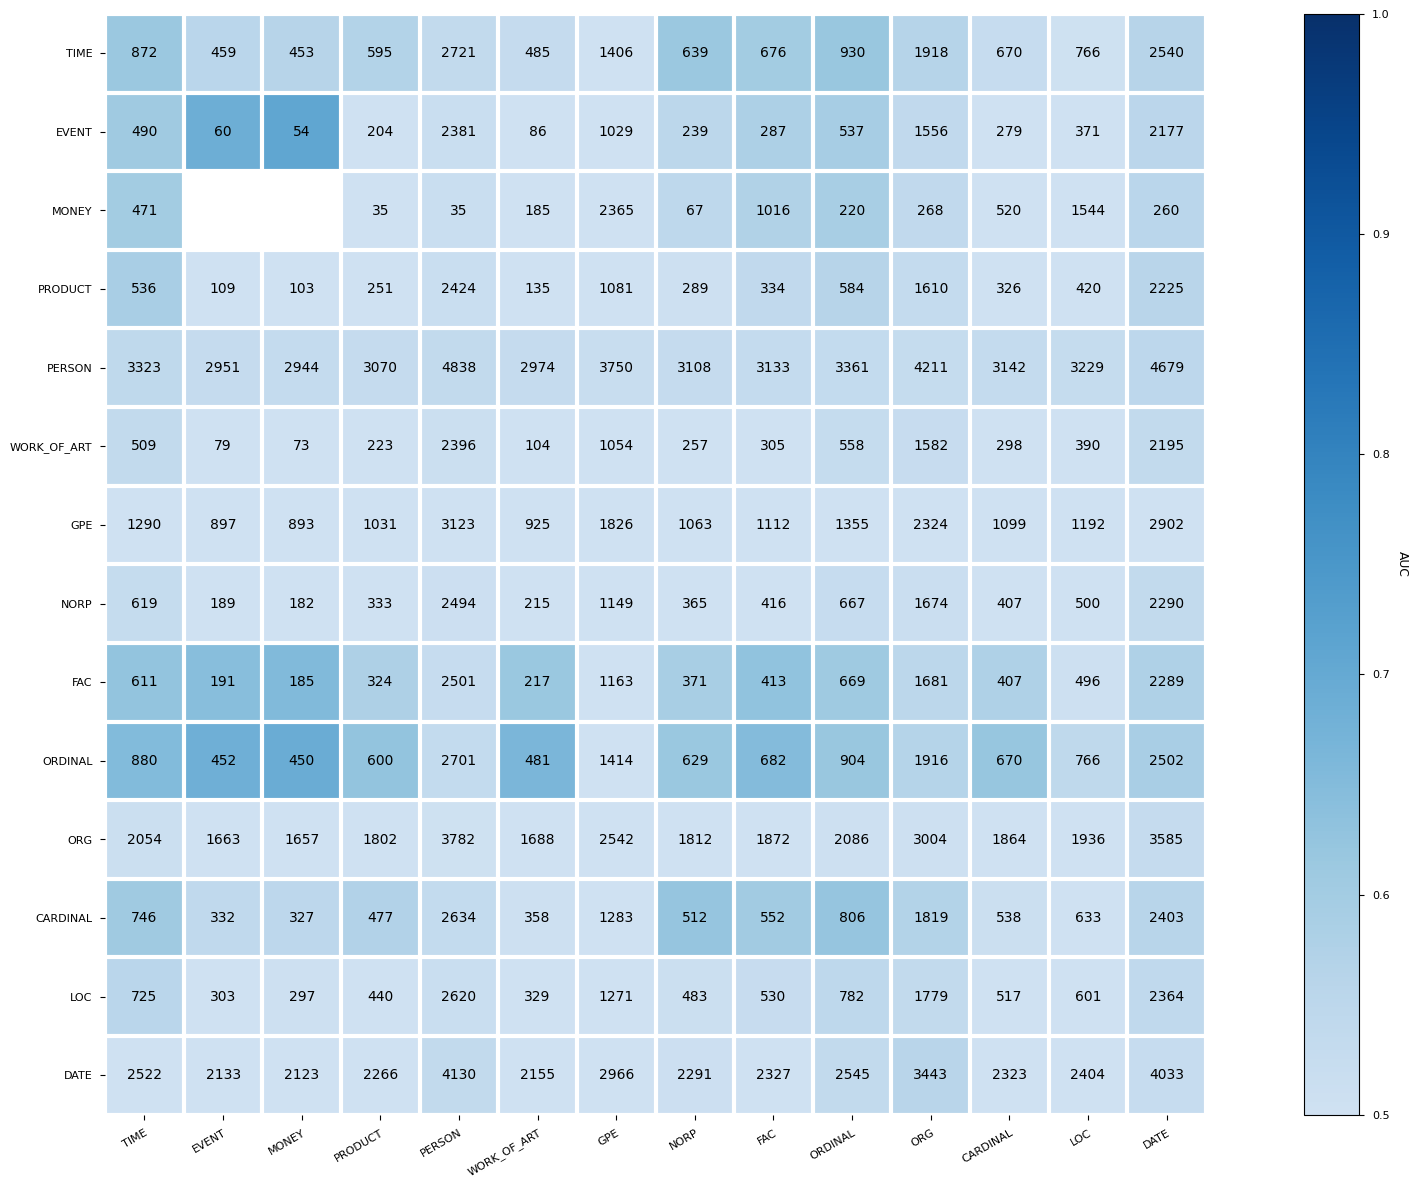 TIME 872 459 453 595 2721 485 1406 639 676 930 1918 670 766 2540
EVENT 490 60 54 204 2381 86 1029 239 287 537 1556 279 371 2177
MONEY 471 35 35 185 2365 67 1016 220 268 520 1544 260
PRODUCT 536 109 103 251 2424 135 1081 289 334 584 1610 326 420 2225
PERSON 3323 2951 2944 3070 4838 2974 3750 3108 3133 3361 4211 3142 3229 4679
WORK_OF_ART 509 79 73 223 2396 104 1054 257 305 558 1582 298 390 2195
GPE 1290 897 893 1031 3123 925 1826 1063 1112 1355 2324 1099 1192 2902
NORP 619 189 182 333 2494 215 1149 365 416 667 1674 407 500 2290
FAC 611 191 185 324 2501 217 1163 371 413 669 1681 407 496 2289
ORDINAL 880 452 450 600 2701 481 1414 629 682 904 1916 670 766 2502
ORG 2054 1663 1657 1802 3782 1688 2542 1812 1872 2086 3004 1864 1936 3585
CARDINAL 746 332 327 477 2634 358 1283 512 552 806 1819 538 633 2403
LOC 725 303 297 440 2620 329 1271 483 530 782 1779 517 601 2364
DATE 2522 2133 2123 2266 4130 2155 2966 2291 2327 2545 3443 2323 2404 4033
TIME EVENT MONEY PRODUCT PERSON WORK_OF_ART GPE NORP FAC ORDINAL ORG CARDINAL LOC DATE
1.0
0.9
0.8
0.7
0.6
0.5
AUC